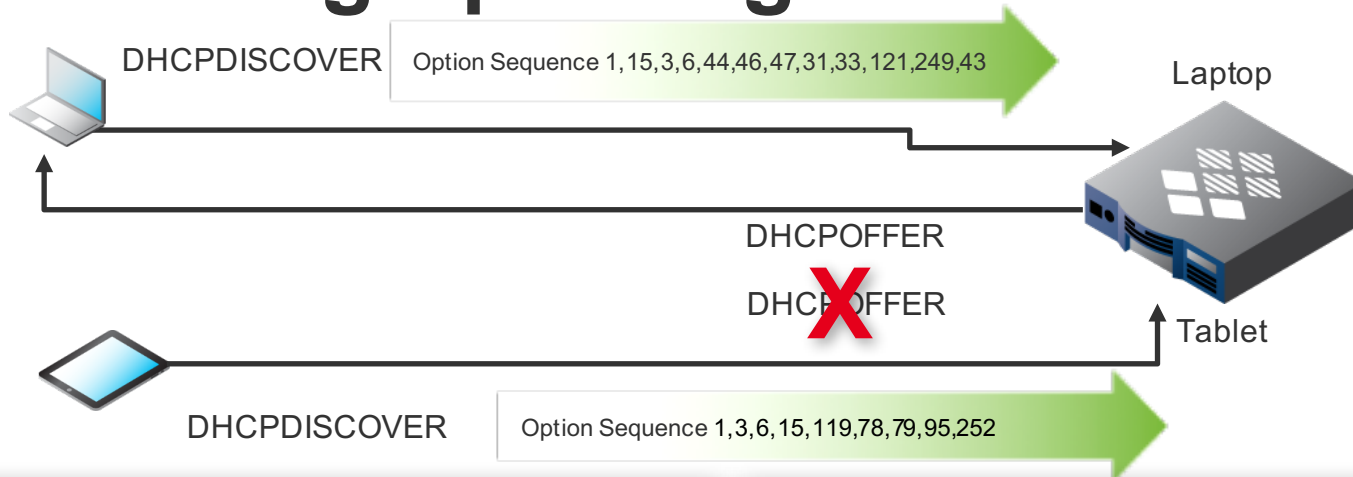 DHCPDISCOVER
Option Sequence 1,15,3,6,44,46,47,31,33,121,249,43
Laptop
DHCPOFFER
X
DHCPOFFER
Tablet
DHCPDISCOVER
Option Sequence 1,3,6,15,119,78,79,95,252